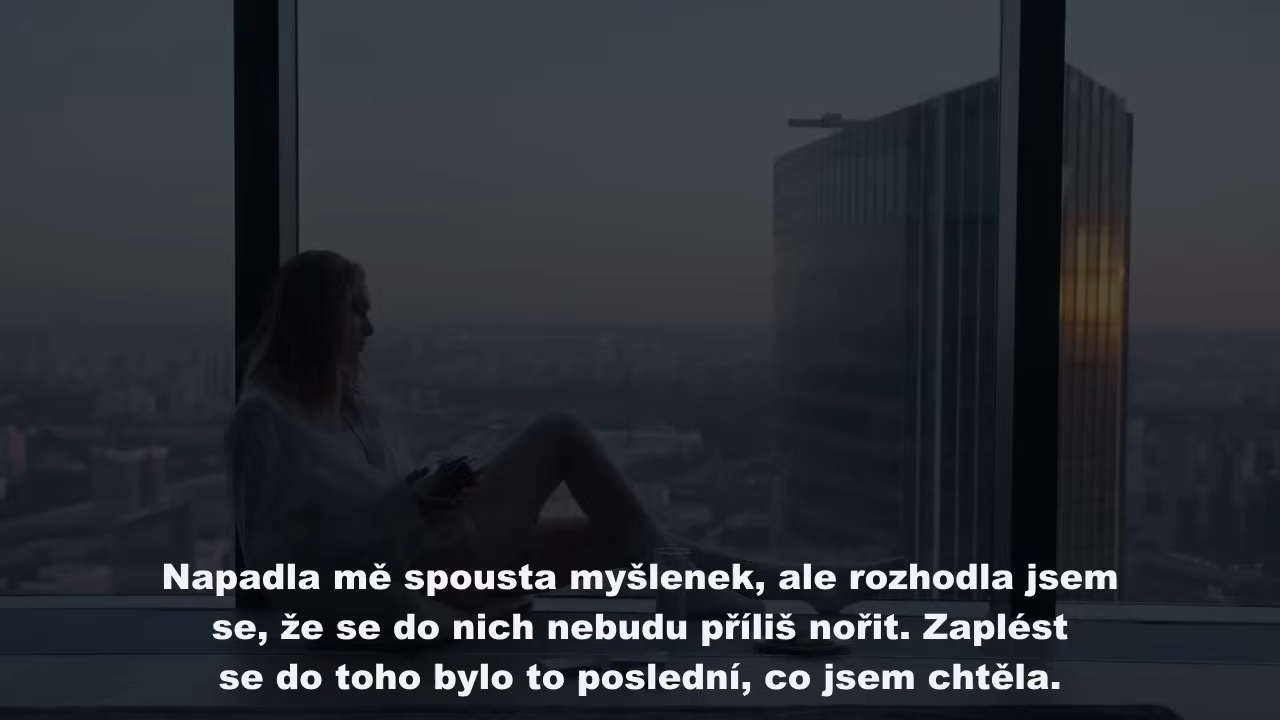 Napadla mě spousta myšlenek, ale rozhodla jsem
se, že se do nich nebudu příliš nořit. Zaplést
se do toho bylo to poslední, co jsem chtěla.